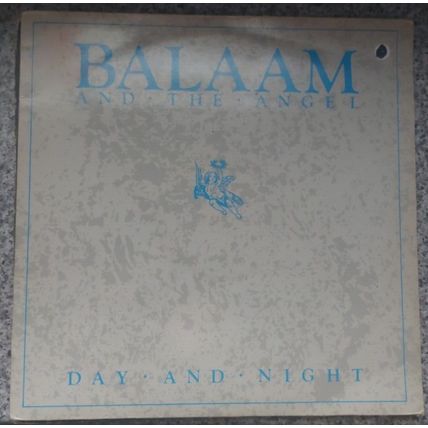 BALAAM
AND · THE · ANGEL
DAY · AND · NIGHT